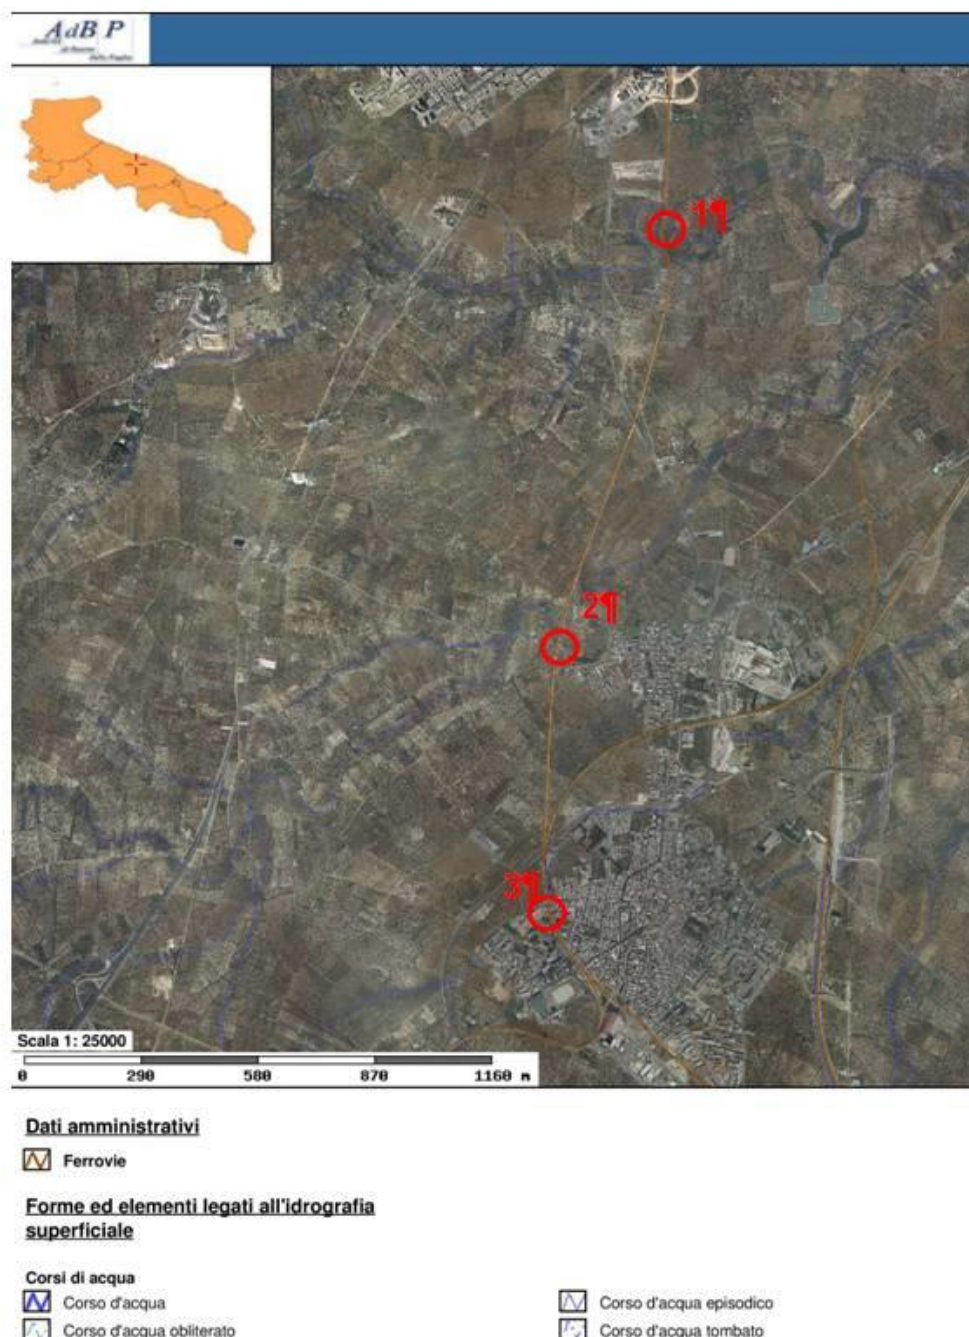 AdB P
1¶
2¶
3¶
Scala 1: 25000
0 290 580 870 1160 m
Dati amministrativi
Ferrovie
Forme ed elementi legati all'idrografia
superficiale
Corsi di acqua
Corso d'acqua
Corso d'acqua episodico
Corso d'acqua obliterato
Corso d'acqua tombato